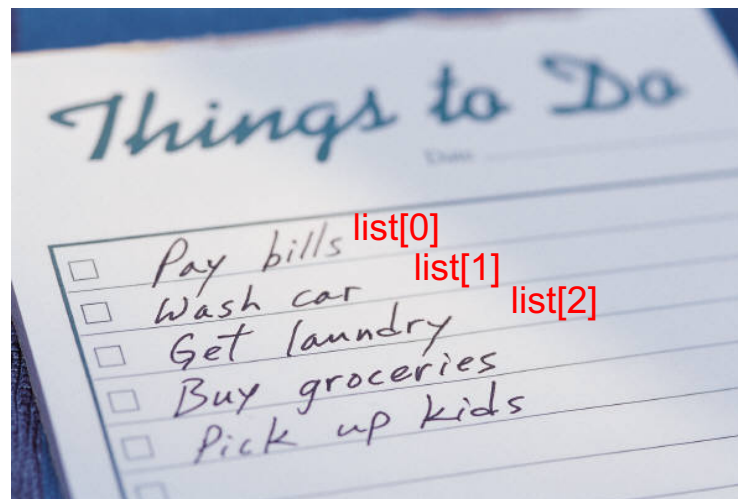 Things to Do
Date
Pay bills list[0]
Wash car list[1]
Get laundry list[2]
Buy groceries
Pick up kids